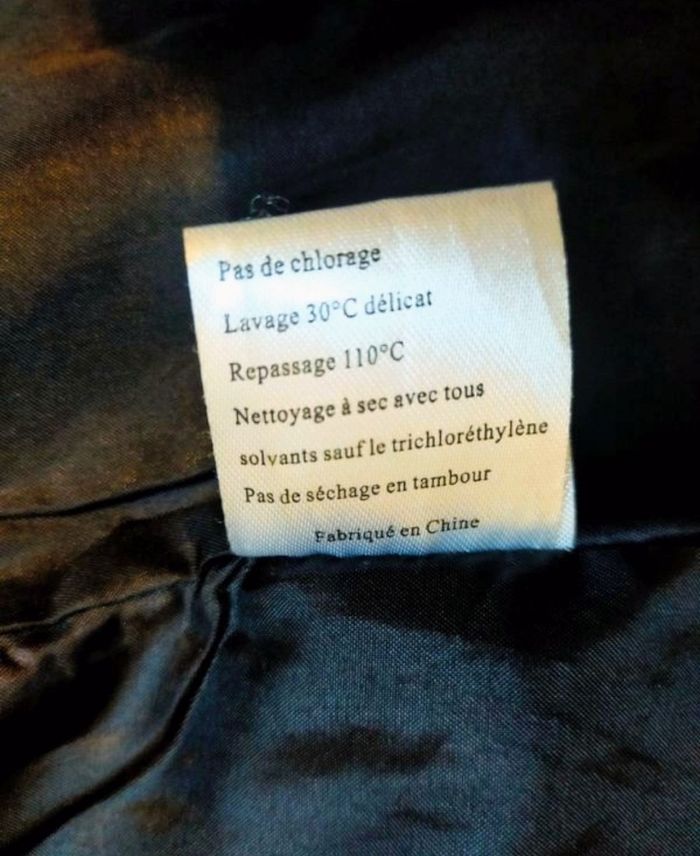 Pas de chlorage
Lavage 30°C délicat
Repassage 110°C
Nettoyage à sec avec tous
solvants sauf le trichloréthylène
Pas de séchage en tambour
Fabriqué en Chine